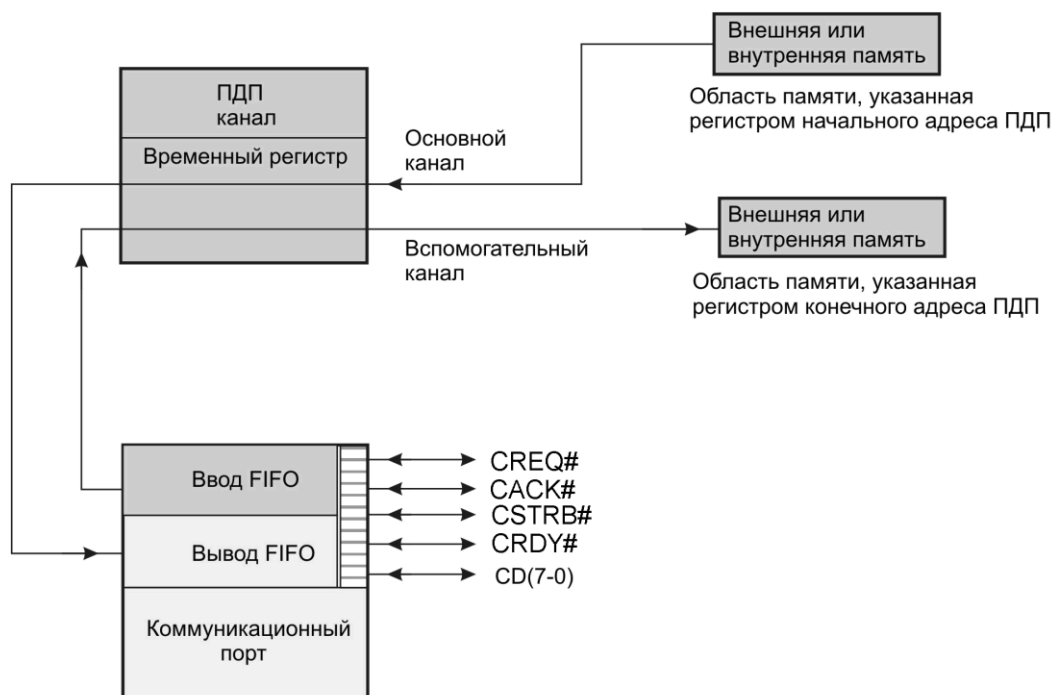 Внешняя или
внутренняя память
Область памяти, указанная
регистром начального адреса ПДП
ПДП
канал
Временный регистр
Основной
канал
Внешняя или
внутренняя память
Вспомогательный
канал
Область памяти, указанная
регистром конечного адреса ПДП
Ввод FIFO
Вывод FIFO
Коммуникационный
порт
CREQ#
CACK#
CSTRB#
CRDY#
CD(7-0)